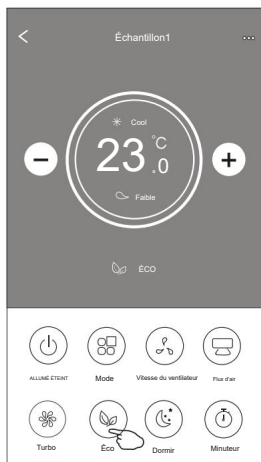 Échantillon1
Cool
23.0 °C
Faible
ÉCO
ALLUMÉ ÉTEINT
Mode
Vitesse du ventilateur
Flux d'air
Turbo
Éco
Dormir
Minuteur